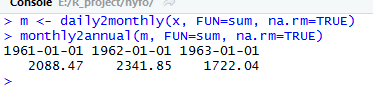 Console E:/R_project/hyfo/
> m <- daily2monthly(x, FUN=sum, na.rm=TRUE)
> monthly2annual(m, FUN=sum, na.rm=TRUE)
1961-01-01 1962-01-01 1963-01-01
2088.47 2341.85 1722.04
>